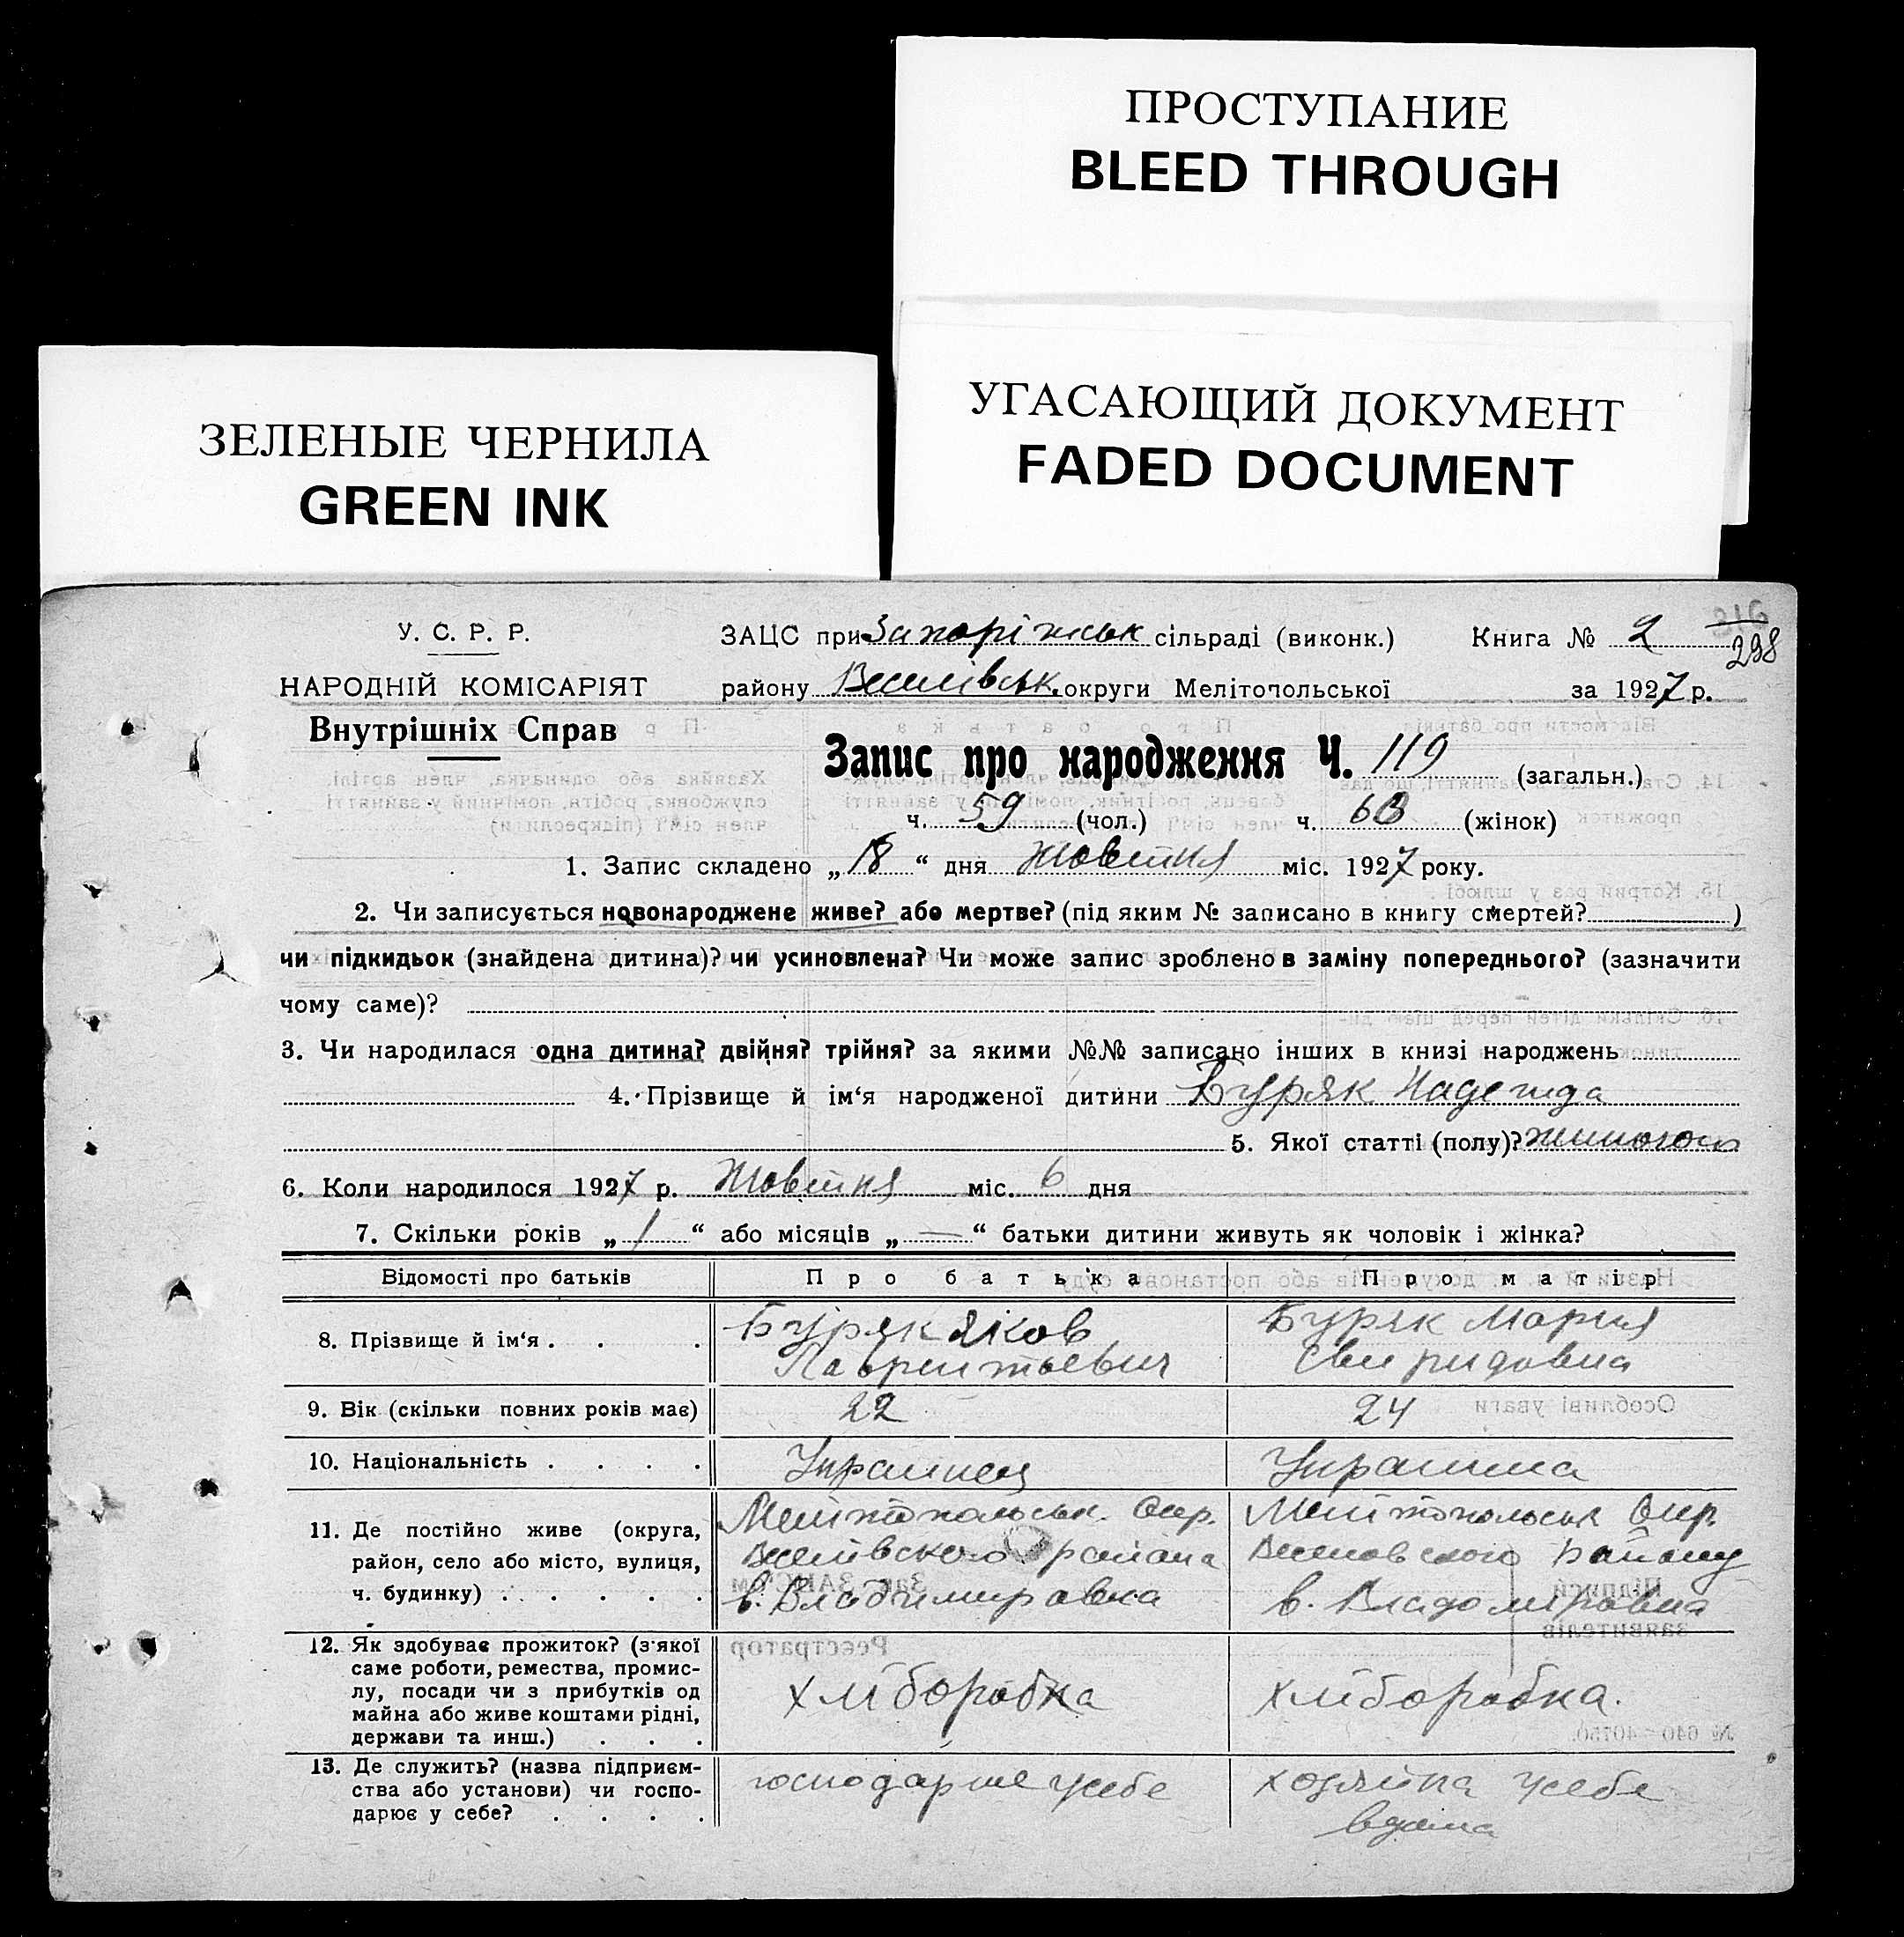 ПРОСТУПАНИЕ
BLEED THROUGH
УГАСАЮЩИЙ ДОКУМЕНТ
FADED DOCUMENT
ЗЕЛЕНЫЕ ЧЕРНИЛА
GREEN INK
316
298
У. С. Р. Р.
НАРОДНІЙ КОМІСАРІЯТ
Внутрішніх Справ
ЗАЦС при Запоріжськ сільраді (виконк.) Книга № 2
району Веселівськ. округи Мелітопольської за 1927 р.
Запис про народження Ч. 119 (загальн.)
ч. 59 (чол.) ч. 60 (жінок)
1. Запис складено „18“ дня Жовтня міс. 1927 року.
2. Чи записується новонароджене живе? або мертве? (під яким № записано в книгу смертей? )
чи підкидьок (знайдена дитина)? чи усиновлена? Чи може запис зроблено в заміну попереднього? (зазначити
чому саме)?
3. Чи народилася одна дитина? двійня? трійня? за якими №№ записано інших в книзі народжень
4. Прізвище й ім‘я народженої дитини Буряк Надежда
5. Якої статті (полу)?
6. Коли народилося 1927 р. Жовтня міс. 6 дня
7. Скільки років „1“ або місяців „—“ батьки дитини живуть як чоловік і жінка?
Відомості про батьків Про батька Про матір
8. Прізвище й ім‘я . . . Буряк Яков Буряк Мария
Лаврентьевич Свиридовна
9. Вік (скільки повних років має) 22 24
10. Національність . . . . Украинец Украинка
11. Де постійно живе (округа, Мелітопольськ. Окр. Мелітопольськ Окр.
район, село або місто, вулиця, Веселівского района Веселовского Району
ч. будинку) . . . . . в. Владимировка в. Владомировка
12. Як здобуває прожиток? (з‘якої
саме роботи, ремества, промис-
лу, посади чи з прибутків од хліборобка хліборобка.
майна або живе коштами рідні,
держави та инш.) . . .
13. Де служить? (назва підприєм-
ства або установи) чи госпо- усебе хозяйка усебе
дарює у себе? . . . . вдома